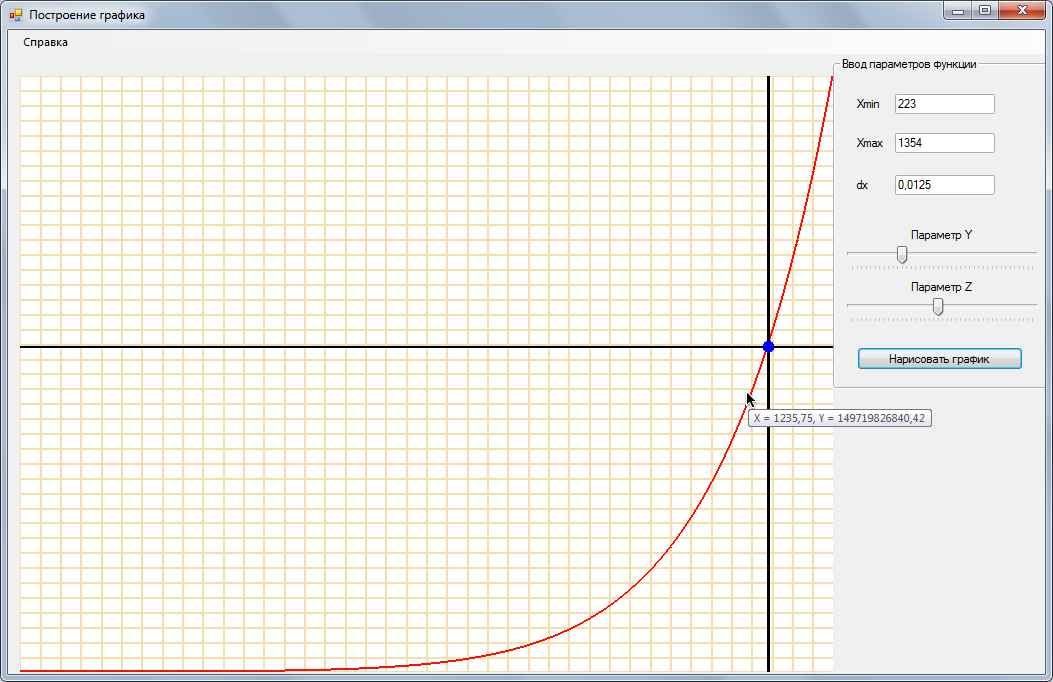 Построение графика
Справка
Ввод параметров функции
Xmin 223
Xmax 1354
dx 0,0125
Параметр Y
Параметр Z
Нарисовать график
X = 1235,75, Y = 149719826840,42